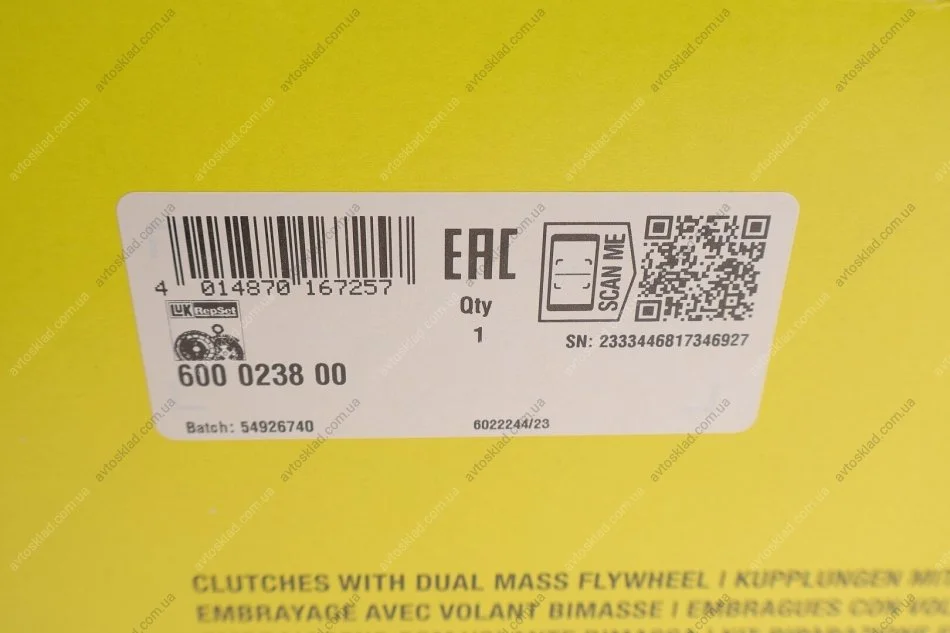 4 014870 167257
EAC
SCAN ME
Qty
1
SN: 2333446817346927
LUK RepSet
600 0238 00
Batch: 54926740
6022244/23
CLUTCHES WITH DUAL MASS FLYWHEEL / KUPPLUNGEN MIT
EMBRAYAGE AVEC VOLANT BIMASSE / EMBRAGUES CON VOL
avtosklad.com.ua